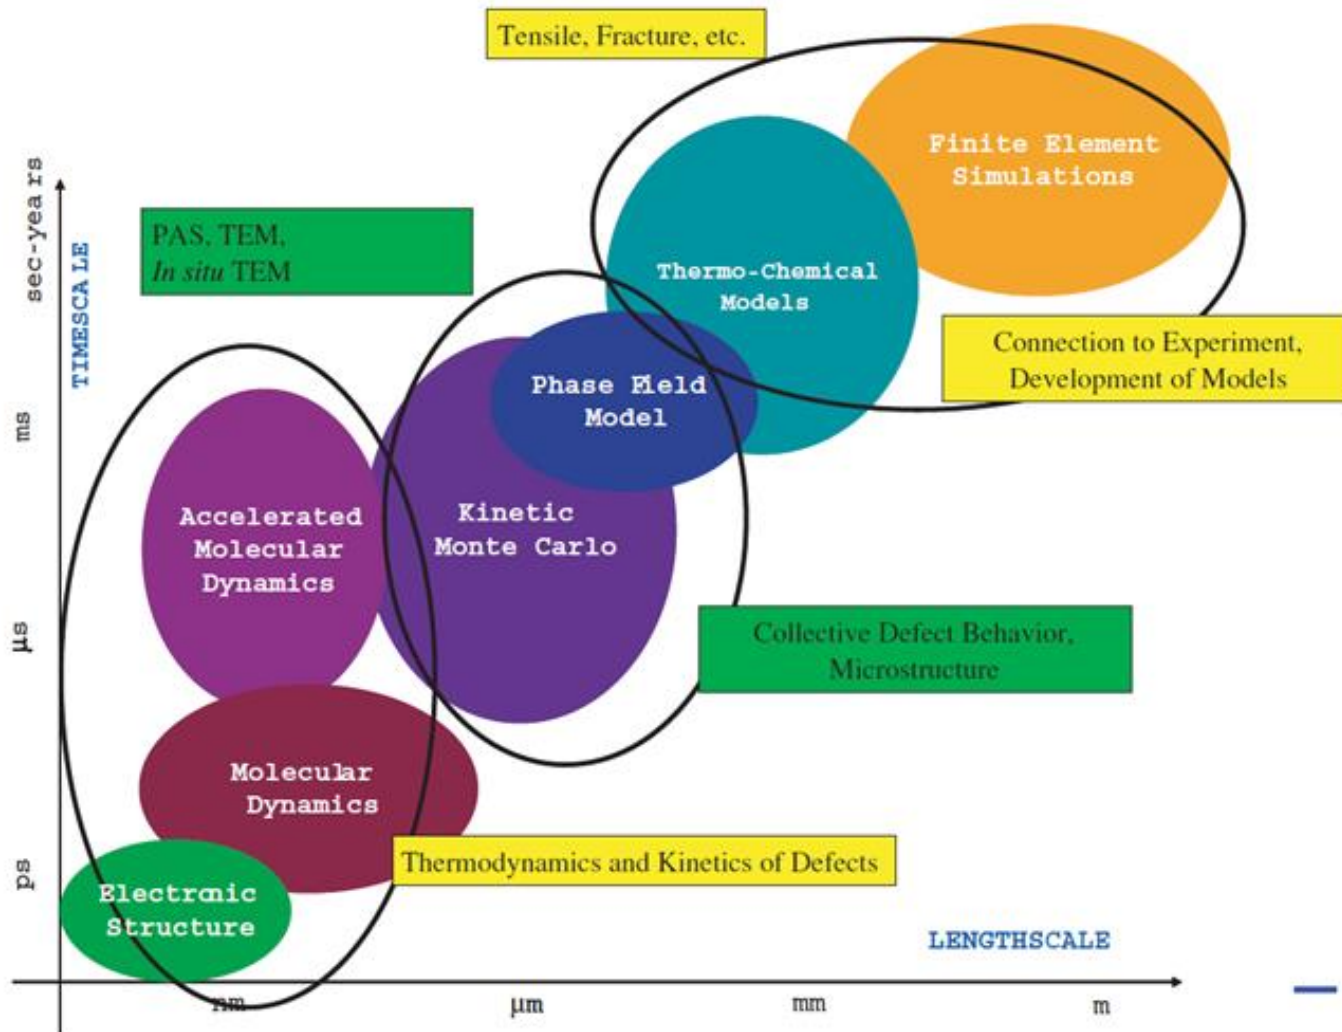 Tensile, Fracture, etc.
Finite Element
Simulations
sec-years
TIMESCALE
PAS, TEM,
In situ TEM
Thermo-Chemical
Models
Connection to Experiment,
Development of Models
Phase Field
Model
ms
Accelerated
Molecular
Dynamics
Kinetic
Monte Carlo
μs
Collective Defect Behavior,
Microstructure
Molecular
Dynamics
Thermodynamics and Kinetics of Defects
ps
Electronic
Structure
LENGTHSCALE
nm
μm
mm
m